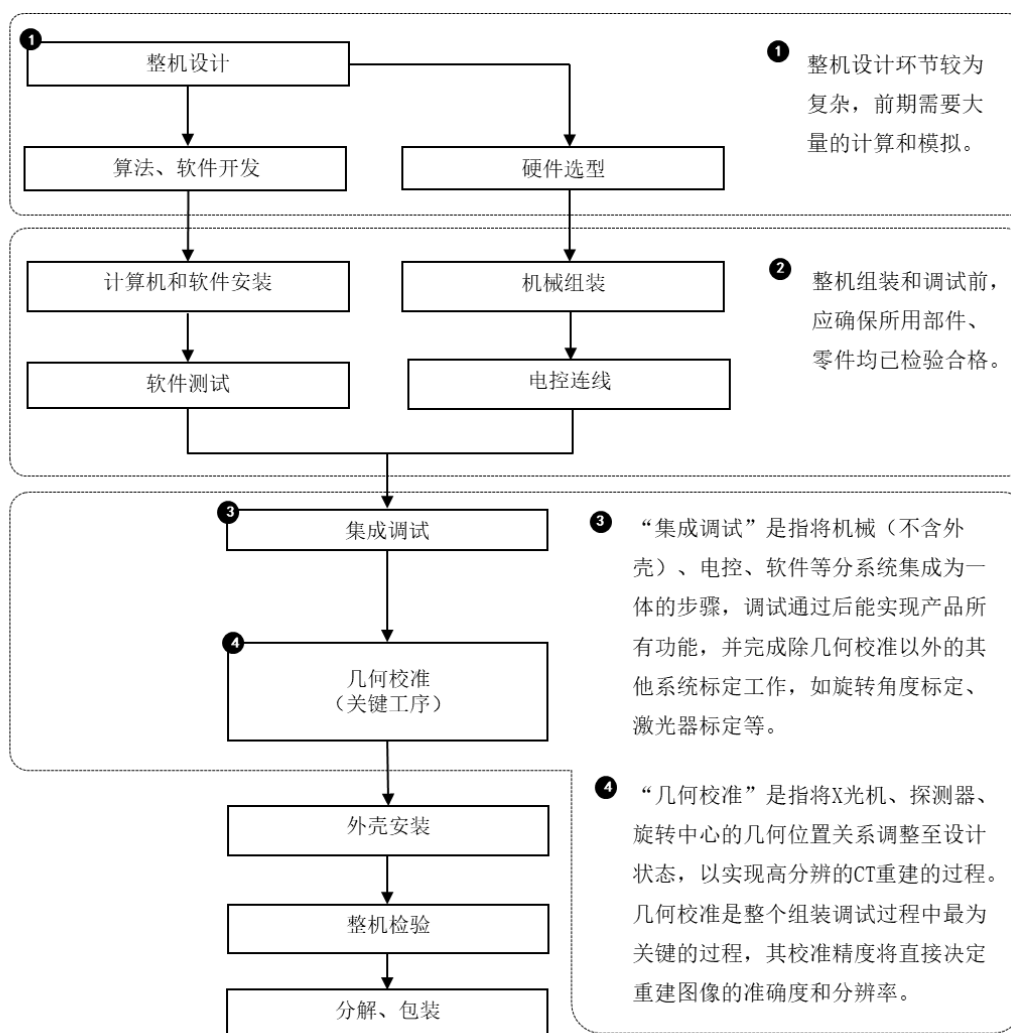 ❶
整机设计
算法、软件开发
硬件选型
❶
整机设计环节较为
复杂，前期需要大
量的计算和模拟。
计算机和软件安装
机械组装
软件测试
电控连线
❷
整机组装和调试前，
应确保所用部件、
零件均已检验合格。
❸
集成调试
❹
几何校准
（关键工序）
❸
“集成调试”是指将机械（不含外
壳）、电控、软件等分系统集成为一
体的步骤，调试通过后能实现产品所
有功能，并完成除几何校准以外的其
他系统标定工作，如旋转角度标定、
激光器标定等。
外壳安装
整机检验
分解、包装
❹
“几何校准”是指将X光机、探测器、
旋转中心的几何位置关系调整至设计
状态，以实现高分辨的CT重建的过程。
几何校准是整个组装调试过程中最为
关键的过程，其校准精度将直接决定
重建图像的准确度和分辨率。